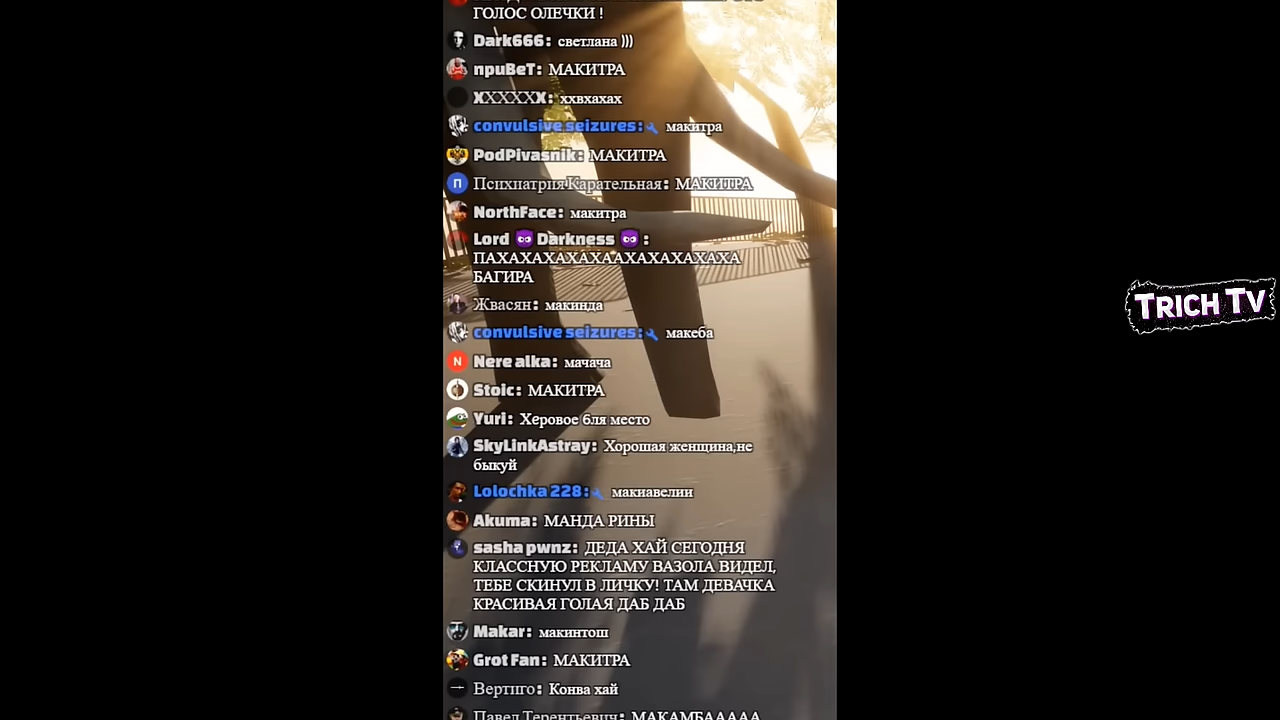 ГОЛОС ОЛЕЧКИ !
Dark666: светлана )))
npuBeT: МАКИТРА
XXXXXX: ххвхахах
convulsive seizures: макитра
PodPivasnik: МАКИТРА
Психиатрия Карательная: МАКИТРА
NorthFace: макитра
Lord 😈 Darkness 😈 :
ПАХАХАХАХАХААХАХАХАХАХА
БАГИРА
Жвасян: макинда
convulsive seizures: макеба
Nere alka: мачача
Stoic: МАКИТРА
Yuri: Херовое бля место
SkyLinkAstray: Хорошая женщина,не
быкуй
Lolochka 228: макиавелии
Akuma: МАНДА РИНЫ
sasha pwnz: ДЕДА ХАЙ СЕГОДНЯ
КЛАССНУЮ РЕКЛАМУ ВАЗОЛА ВИДЕЛ,
ТЕБЕ СКИНУЛ В ЛИЧКУ! ТАМ ДЕВАЧКА
КРАСИВАЯ ГОЛАЯ ДАБ ДАБ
Makar: макинтош
Grot Fan: МАКИТРА
Вертиго: Конва хай
Павел Терентьевич: МАКАМБААААА
TRICH TV